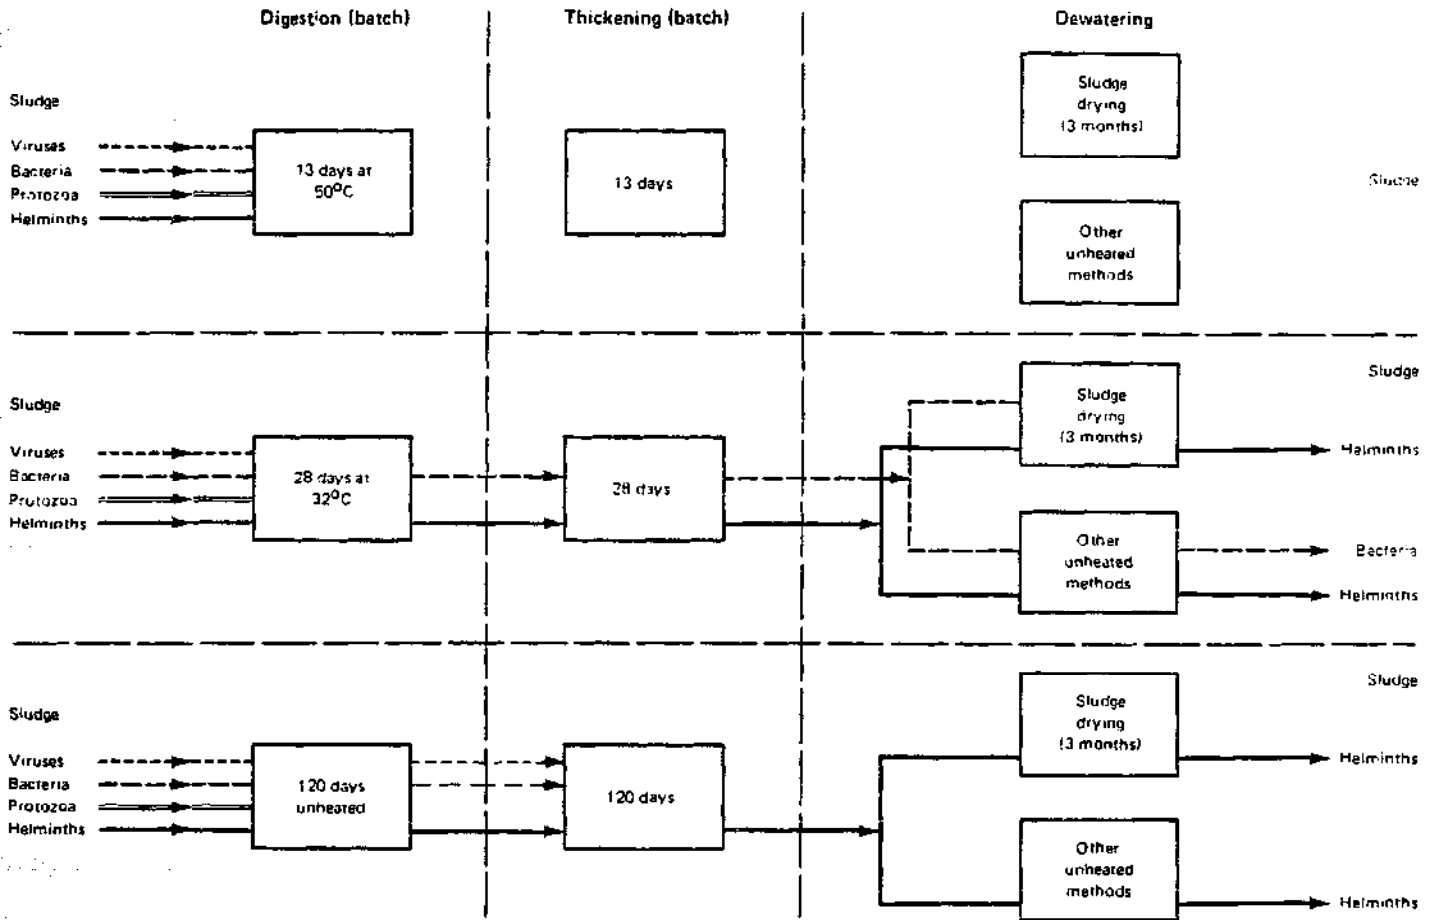 Digestion (batch)
Thickening (batch)
Dewatering
Sludge
Viruses
Bacteria
Protozoa
Helminths
13 days at
50°C
13 days
Sludge
drying
(3 months)
Other
unheated
methods
Sludge
Sludge
Viruses
Bacteria
Protozoa
Helminths
28 days at
32°C
28 days
Sludge
drying
(3 months)
Other
unheated
methods
Sludge
Helminths
Bacteria
Helminths
Sludge
Viruses
Bacteria
Protozoa
Helminths
120 days
unheated
120 days
Sludge
drying
(3 months)
Other
unheated
methods
Sludge
Helminths
Helminths